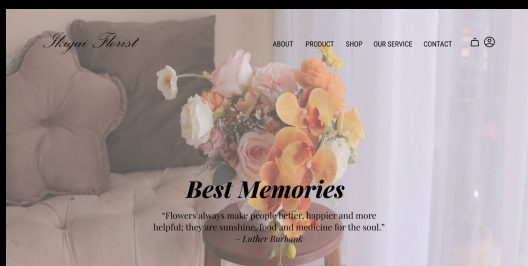 Ikigai Florist
ABOUT PRODUCT SHOP OUR SERVICE CONTACT
Best Memories
“Flowers always make people better, happier and more
helpful; they are sunshine, food and medicine for the soul.”
– Luther Burbank